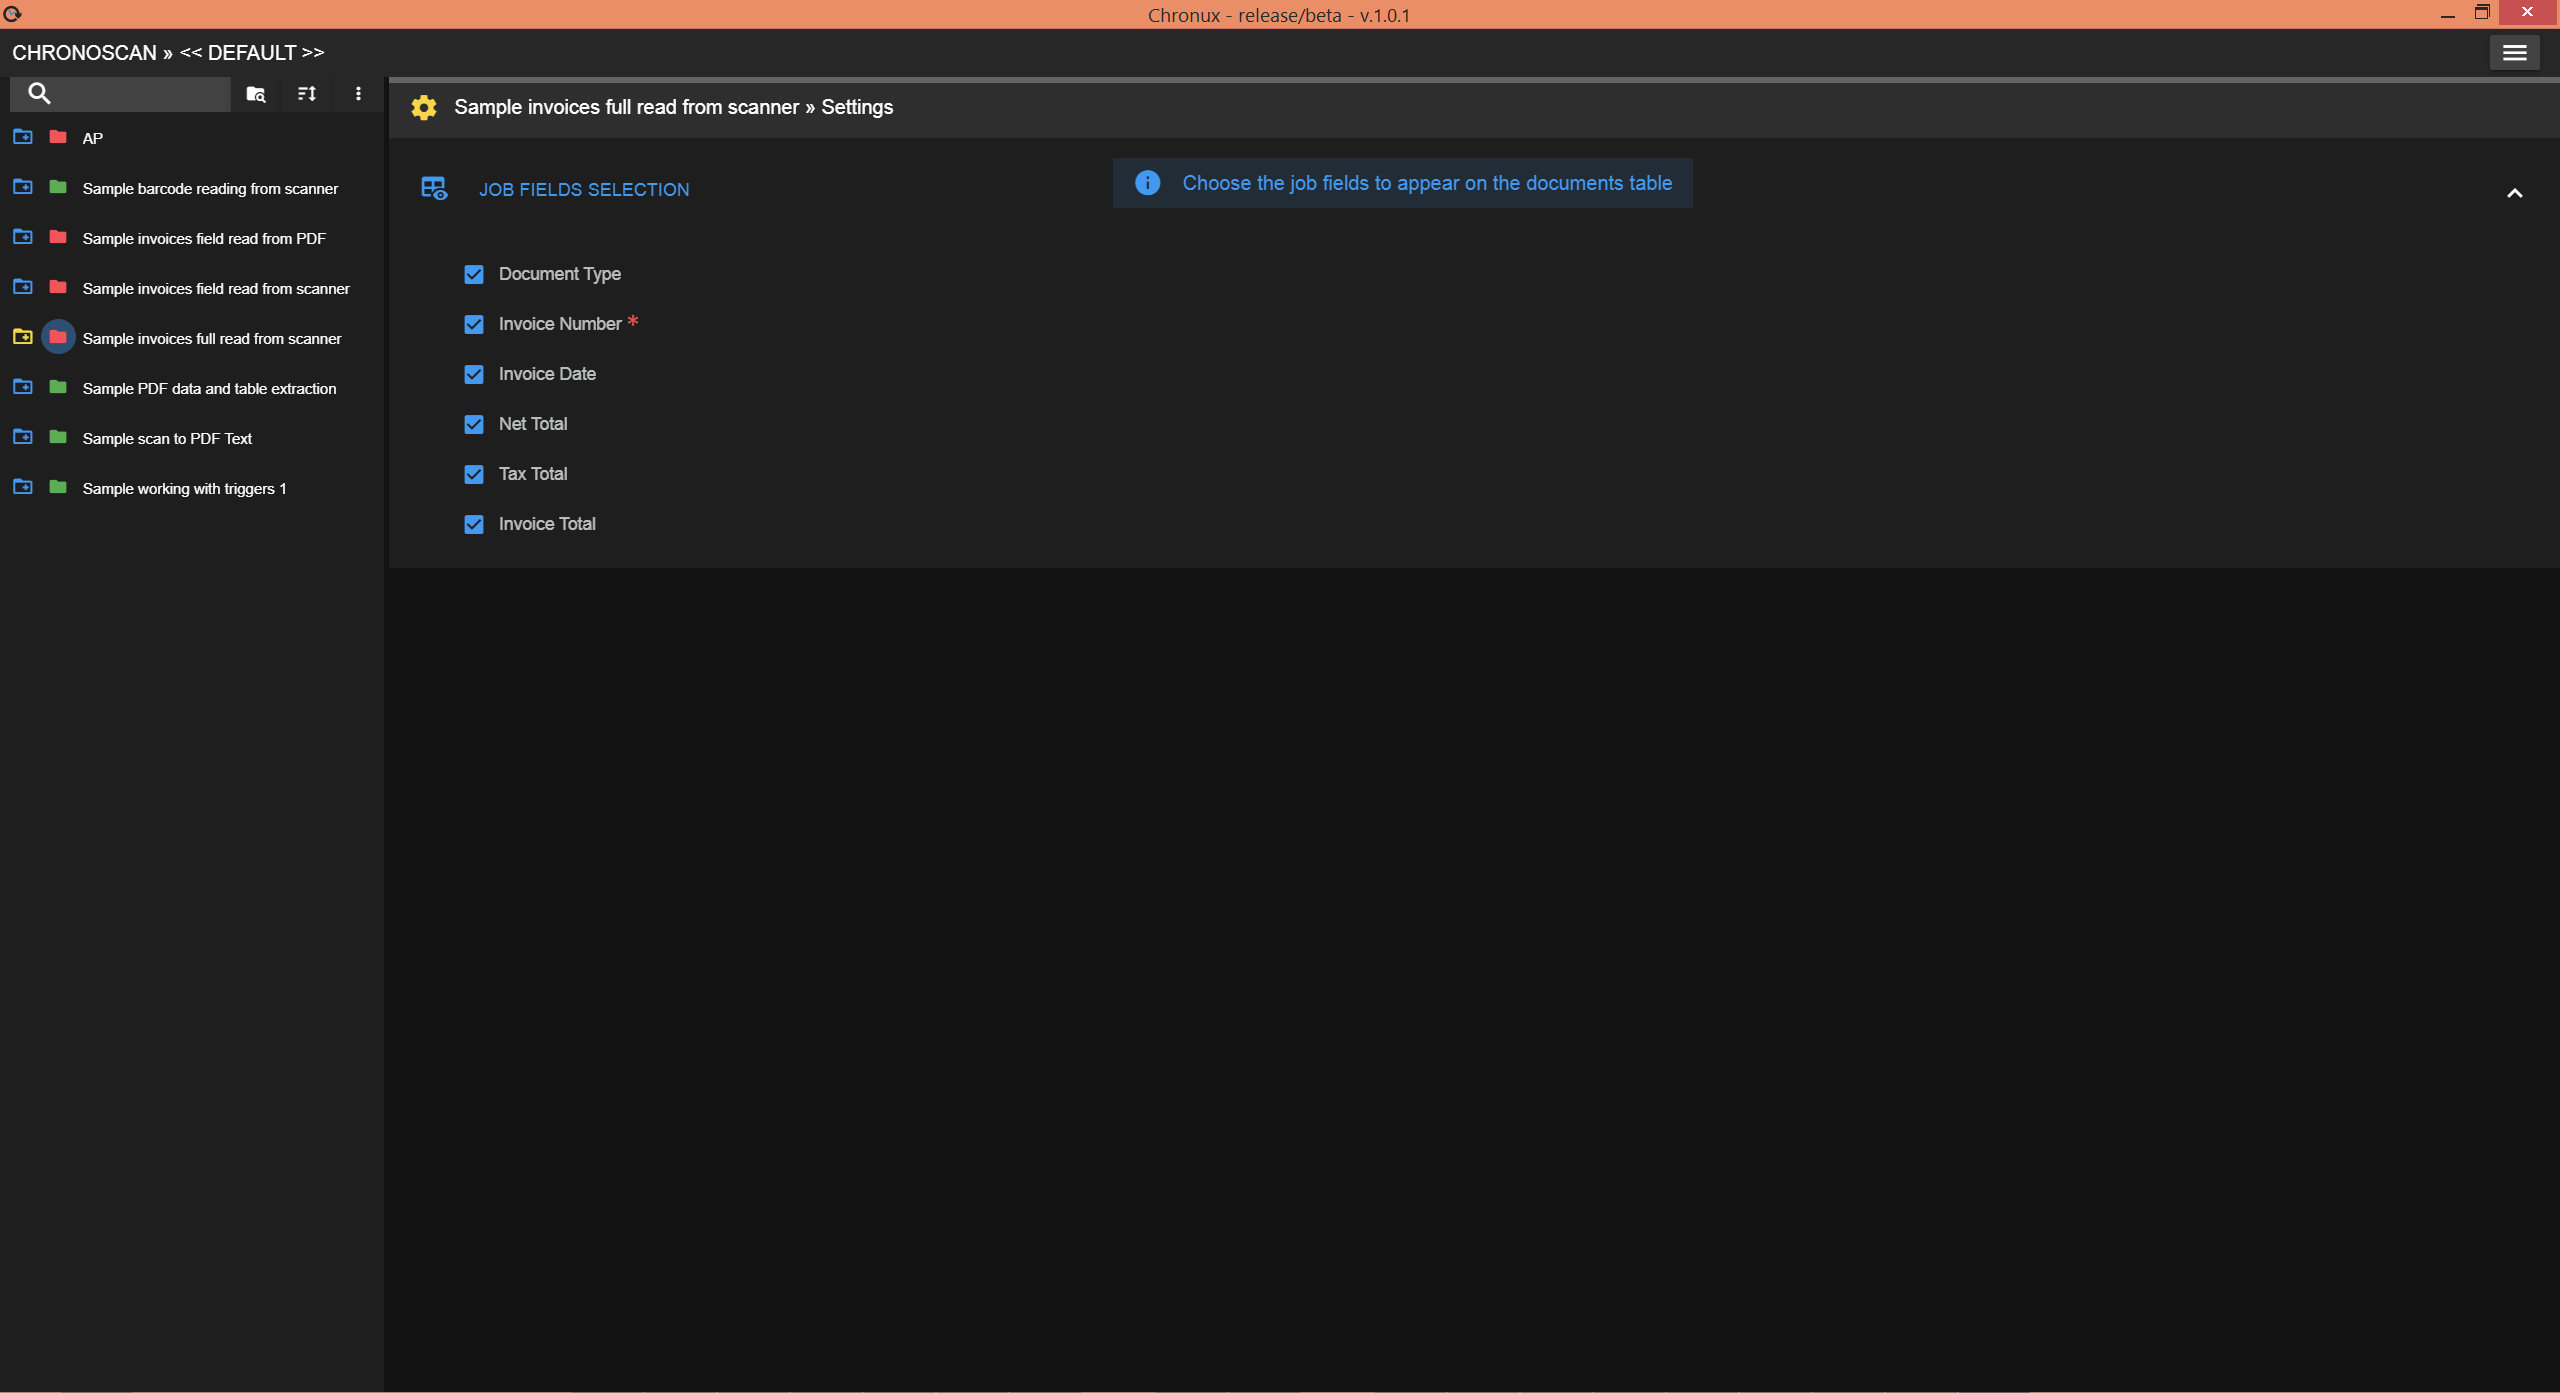 Chronux - release/beta - v.1.0.1
CHRONOSCAN » << DEFAULT >>
AP
Sample barcode reading from scanner
Sample invoices field read from PDF
Sample invoices field read from scanner
Sample invoices full read from scanner
Sample PDF data and table extraction
Sample scan to PDF Text
Sample working with triggers 1
Sample invoices full read from scanner » Settings
JOB FIELDS SELECTION
Choose the job fields to appear on the documents table
Document Type
Invoice Number *
Invoice Date
Net Total
Tax Total
Invoice Total